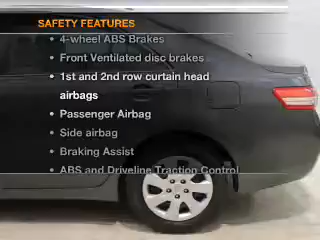 SAFETY FEATURES
• 4-wheel ABS Brakes
• Front Ventilated disc brakes
• 1st and 2nd row curtain head
airbags
• Passenger Airbag
• Side airbag
• Braking Assist
• ABS and Driveline Traction Control